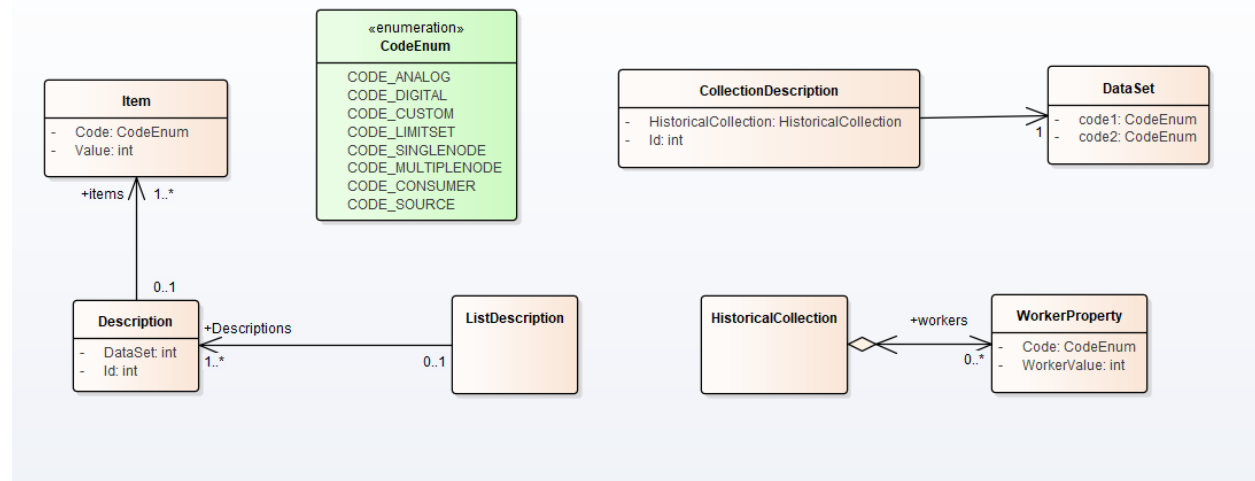 «enumeration»
CodeEnum
CODE_ANALOG
CODE_DIGITAL
CODE_CUSTOM
CODE_LIMITSET
CODE_SINGLENODE
CODE_MULTIPLENODE
CODE_CONSUMER
CODE_SOURCE
Item
- Code: CodeEnum
- Value: int
+items 1..*
0..1
CollectionDescription
- HistoricalCollection: HistoricalCollection
- Id: int
1
DataSet
- code1: CodeEnum
- code2: CodeEnum
Description
- DataSet: int
- Id: int
+Descriptions
1..*
0..1
ListDescription
HistoricalCollection
+workers
0..*
WorkerProperty
- Code: CodeEnum
- WorkerValue: int